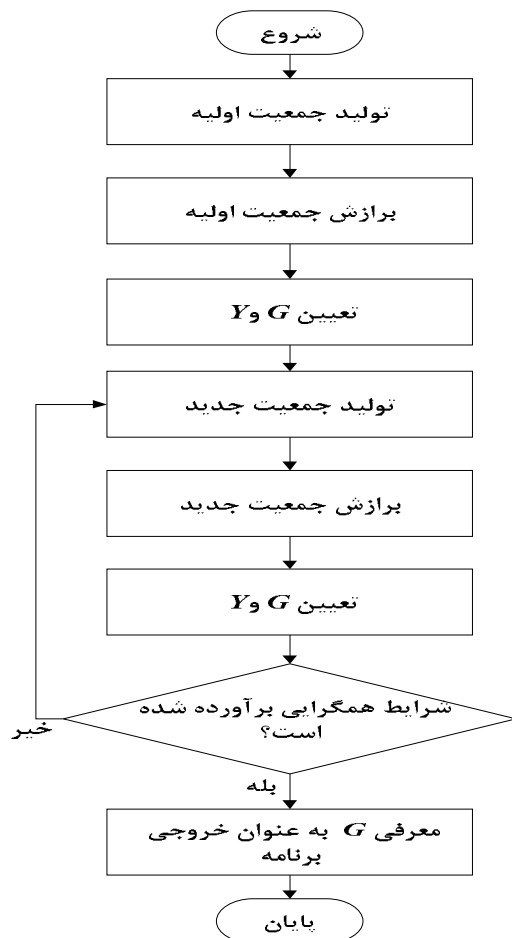 شروع
تولید جمعیت اولیه
برازش جمعیت اولیه
تعیین G و Y
تولید جمعیت جدید
برازش جمعیت جدید
تعیین G و Y
شرایط همگرایی برآورده شده
است؟
خیر
بله
معرفی G به عنوان خروجی
برنامه
پایان